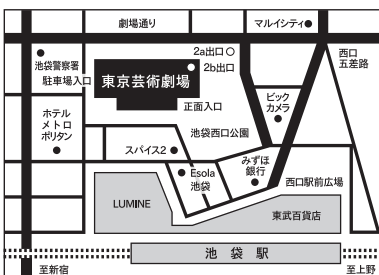 劇場通り
マルイシティ
2a出口
西口
五差路
池袋警察署
2b出口
駐車場入口
東京芸術劇場
正面入口
ビック
カメラ
ホテル
メトロ
ポリタン
池袋西口公園
スパイス2
みずほ
銀行
Esola
池袋
西口駅前広場
LUMINE
東武百貨店
池袋駅
至新宿
至上野